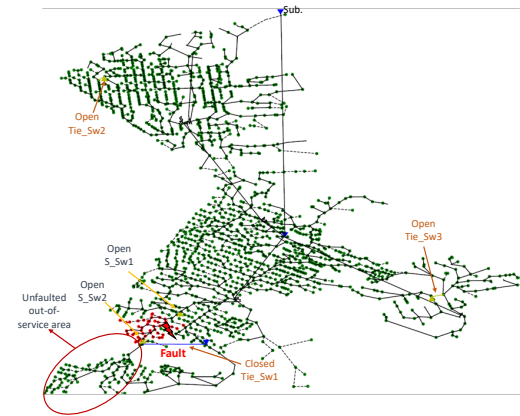 Sub.
Open
Tie_Sw2
Open
Tie_Sw3
Open
S_Sw1
Open
S_Sw2
Unfaulted
out-of-
service area
Fault
Closed
Tie_Sw1